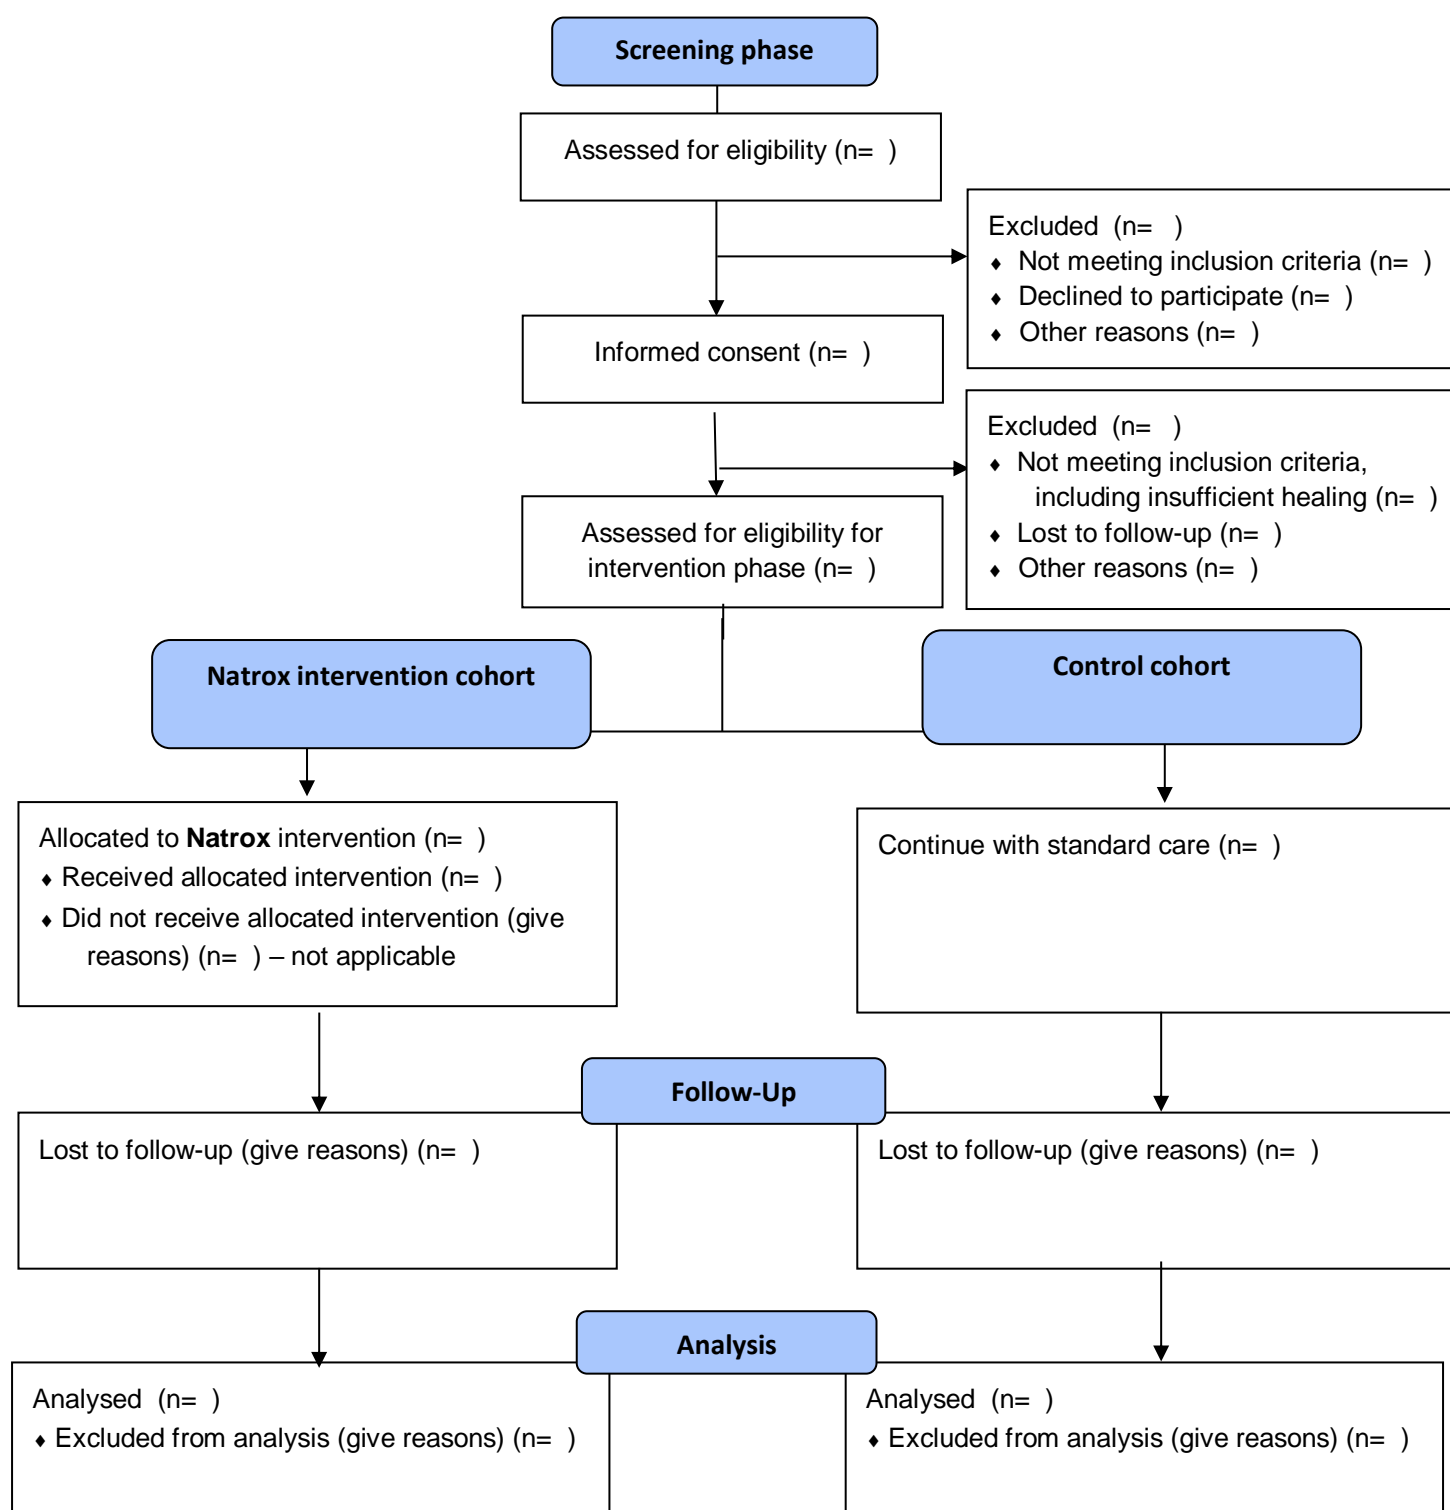 Screening phase
Assessed for eligibility (n=  )
Excluded  (n=   )
♦ Not meeting inclusion criteria (n=  )
♦ Declined to participate (n=  )
♦ Other reasons (n=  )
Informed consent (n=  )
Excluded  (n=   )
♦ Not meeting inclusion criteria,
including insufficient healing (n=  )
♦ Lost to follow-up (n=  )
♦ Other reasons (n=  )
Assessed for eligibility for
intervention phase (n=  )
Natrox intervention cohort
Control cohort
Allocated to Natrox intervention (n=  )
♦ Received allocated intervention (n=  )
♦ Did not receive allocated intervention (give
reasons) (n=  ) – not applicable
Continue with standard care (n=  )
Follow-Up
Lost to follow-up (give reasons) (n=  )
Lost to follow-up (give reasons) (n=  )
Analysis
Analysed  (n=  )
♦ Excluded from analysis (give reasons) (n=  )
Analysed  (n=  )
♦ Excluded from analysis (give reasons) (n=  )